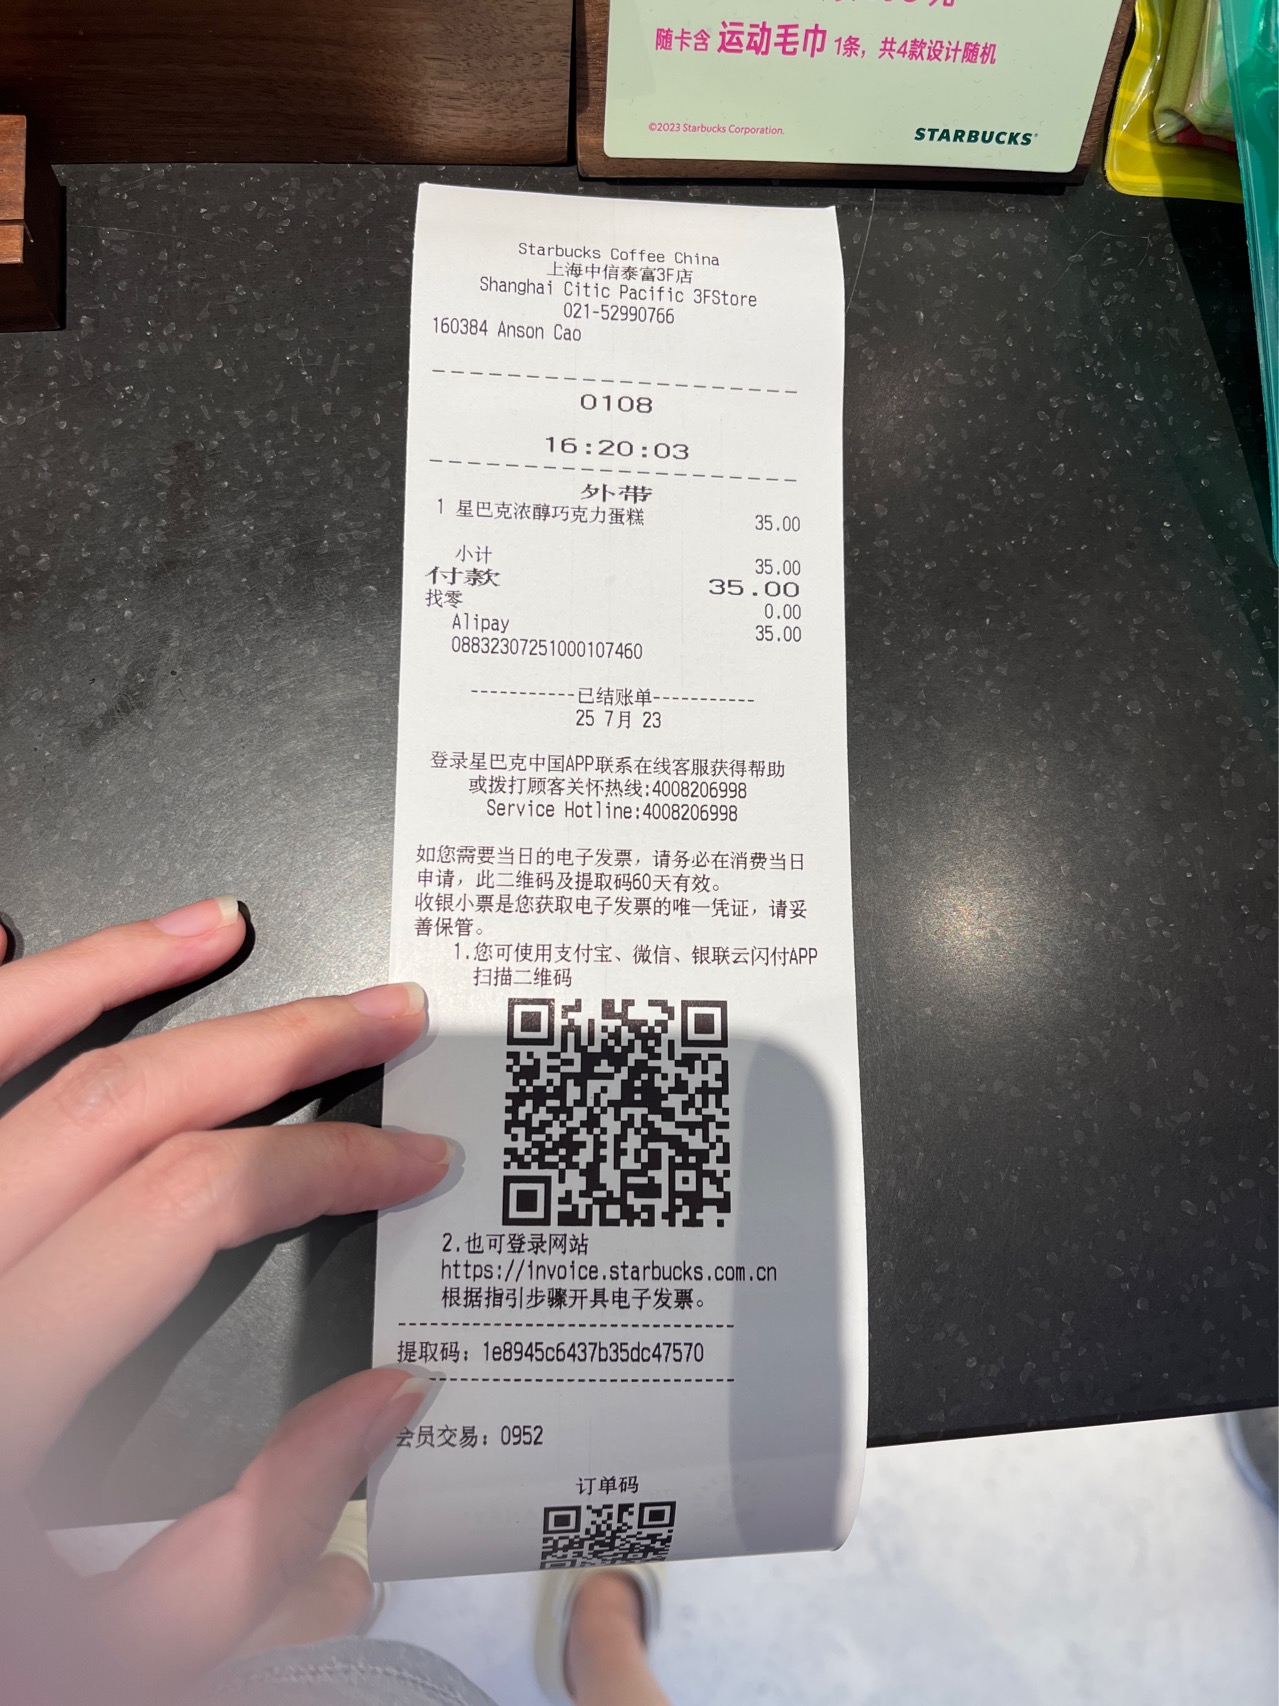 随卡含 运动毛巾 1条，共4款设计随机
©2023 Starbucks Corporation.
STARBUCKS
Starbucks Coffee China
上海中信泰富3F店
Shanghai Citic Pacific 3FStore
021-52990766
160384 Anson Cao
0108
16:20:03
外带
1 星巴克浓醇巧克力蛋糕 35.00
小计 35.00
付款 35.00
找零 0.00
Alipay 35.00
08832307251000107460
-----------已结账单-----------
25 7月 23
登录星巴克中国APP联系在线客服获得帮助
或拨打顾客关怀热线:4008206998
Service Hotline:4008206998
如您需要当日的电子发票，请务必在消费当日
申请，此二维码及提取码60天有效。
收银小票是您获取电子发票的唯一凭证，请妥
善保管。
1.您可使用支付宝、微信、银联云闪付APP
扫描二维码
2.也可登录网站
https://invoice.starbucks.com.cn
根据指引步骤开具电子发票。
提取码：1e8945c6437b35dc47570
会员交易：0952
订单码